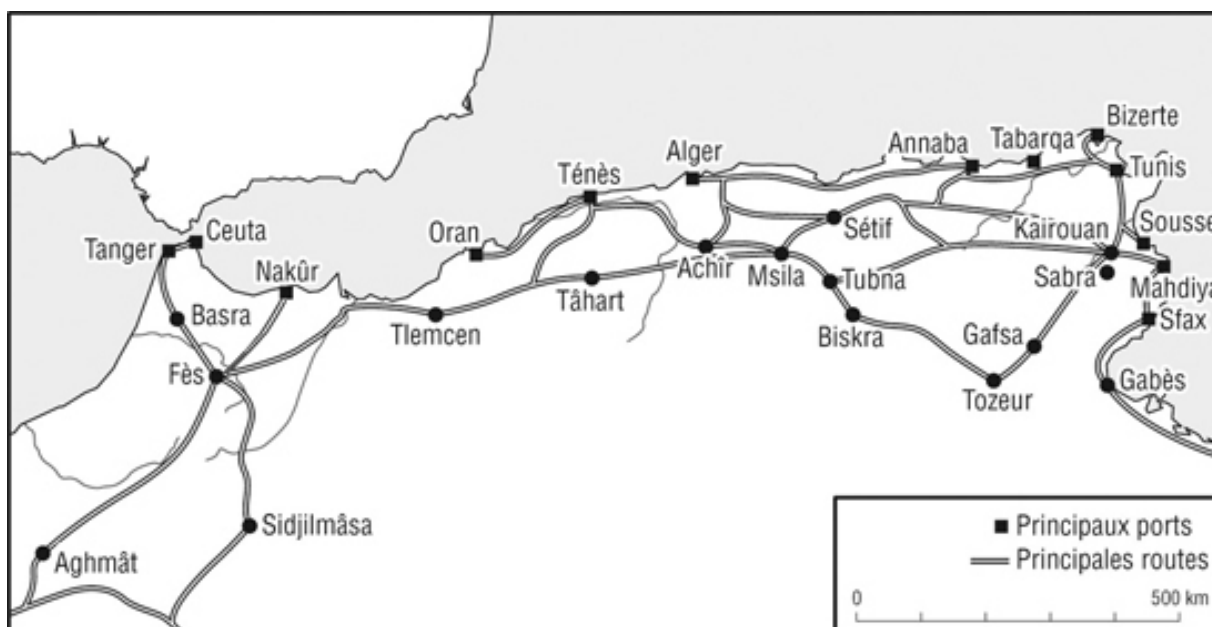 Bizerte
Tabarqa
Annaba
Tunis
Alger
Ténès
Sousse
Kairouan
Sétif
Ceuta
Oran
Tanger
Achîr
Msila
Sabra
Nakûr
Tubna
Mahdiya
Tâhart
Basra
Sfax
Tlemcen
Biskra
Gafsa
Fès
Gabès
Tozeur
Sidjilmâsa
Principaux ports
Aghmât
Principales routes
0
500 km